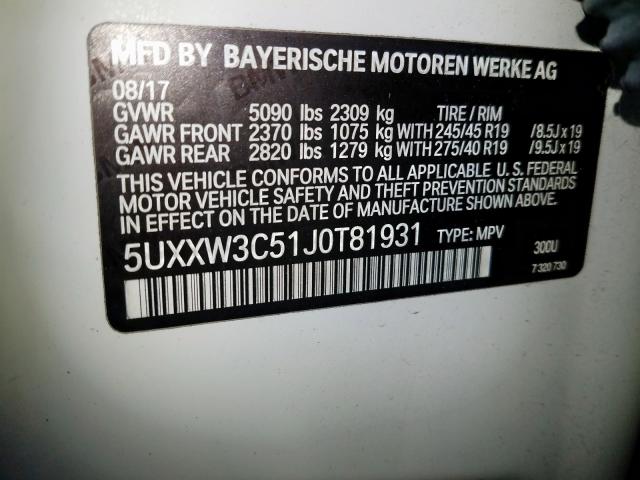 MFD BY BAYERISCHE MOTOREN WERKE AG
08/17
GVWR 5090 lbs 2309 kg TIRE / RIM
GAWR FRONT 2370 lbs 1075 kg WITH 245/45 R19 /8.5J x 19
GAWR REAR 2820 lbs 1279 kg WITH 275/40 R19 /9.5J x 19
THIS VEHICLE CONFORMS TO ALL APPLICABLE U. S. FEDERAL
MOTOR VEHICLE SAFETY AND THEFT PREVENTION STANDARDS
IN EFFECT ON THE DATE OF MANUFACTURE SHOWN ABOVE.
5UXXW3C51J0T81931 TYPE: MPV 300U
7 320 730